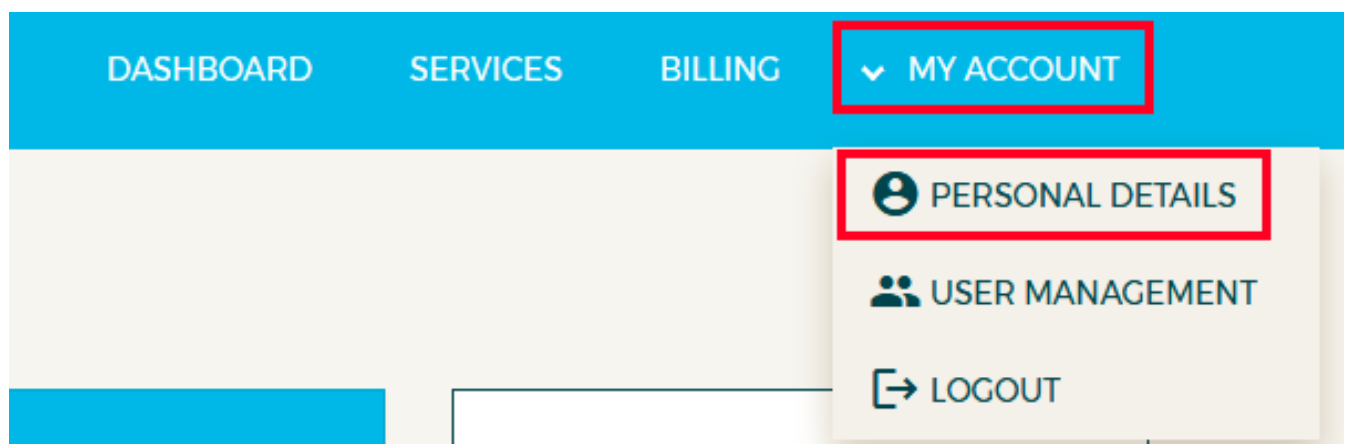 DASHBOARD SERVICES BILLING MY ACCOUNT
PERSONAL DETAILS
USER MANAGEMENT
LOGOUT